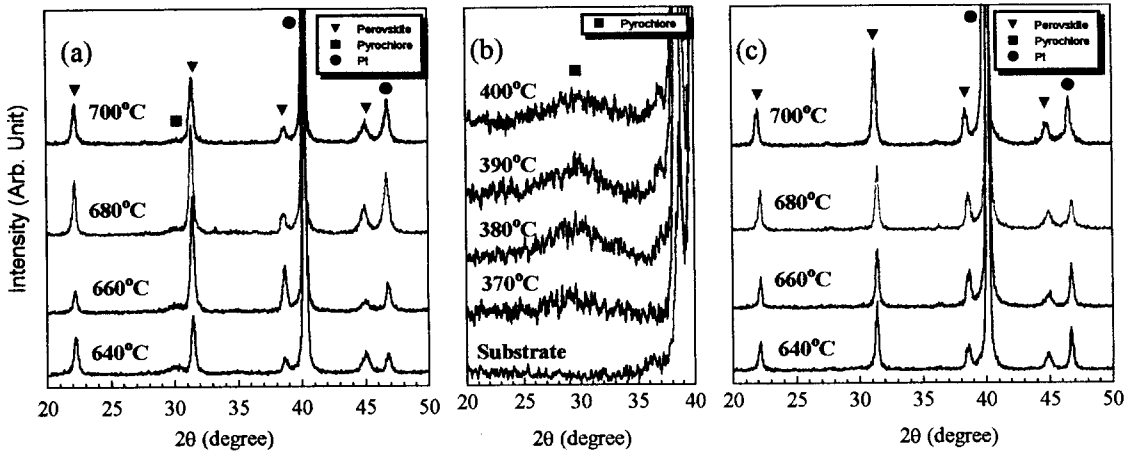 (a)
Perovskite
Pyrochlore
Pt
700°C
680°C
660°C
640°C
Intensity (Arb. Unit)
20 25 30 35 40 45 50
2θ (degree)
(b)
Pyrochlore
400°C
390°C
380°C
370°C
Substrate
20 25 30 35 40
2θ (degree)
(c)
Perovskite
Pyrochlore
Pt
700°C
680°C
660°C
640°C
20 25 30 35 40 45 50
2θ (degree)